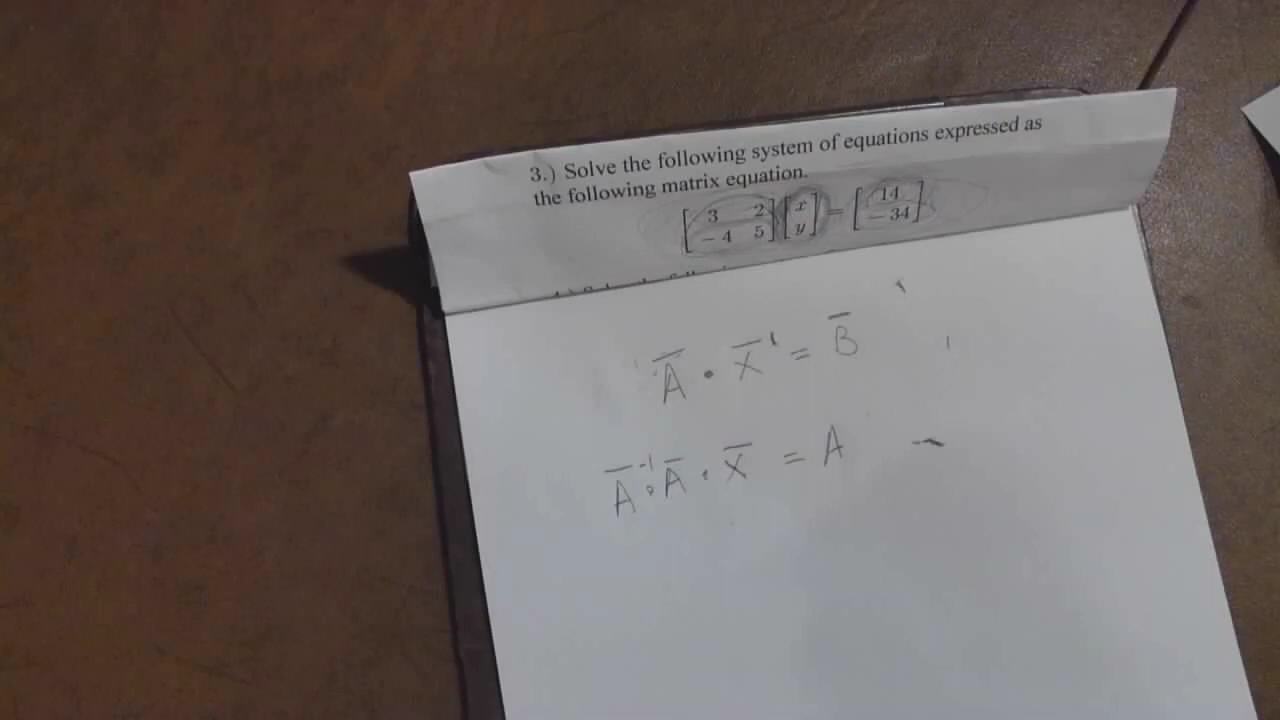 3.) Solve the following system of equations expressed as
the following matrix equation.
[3 2; -4 5] [x; y] = [14; -34]
A̅ · X̅ = B̅
A̅⁻¹ · A̅ · X̅ = A